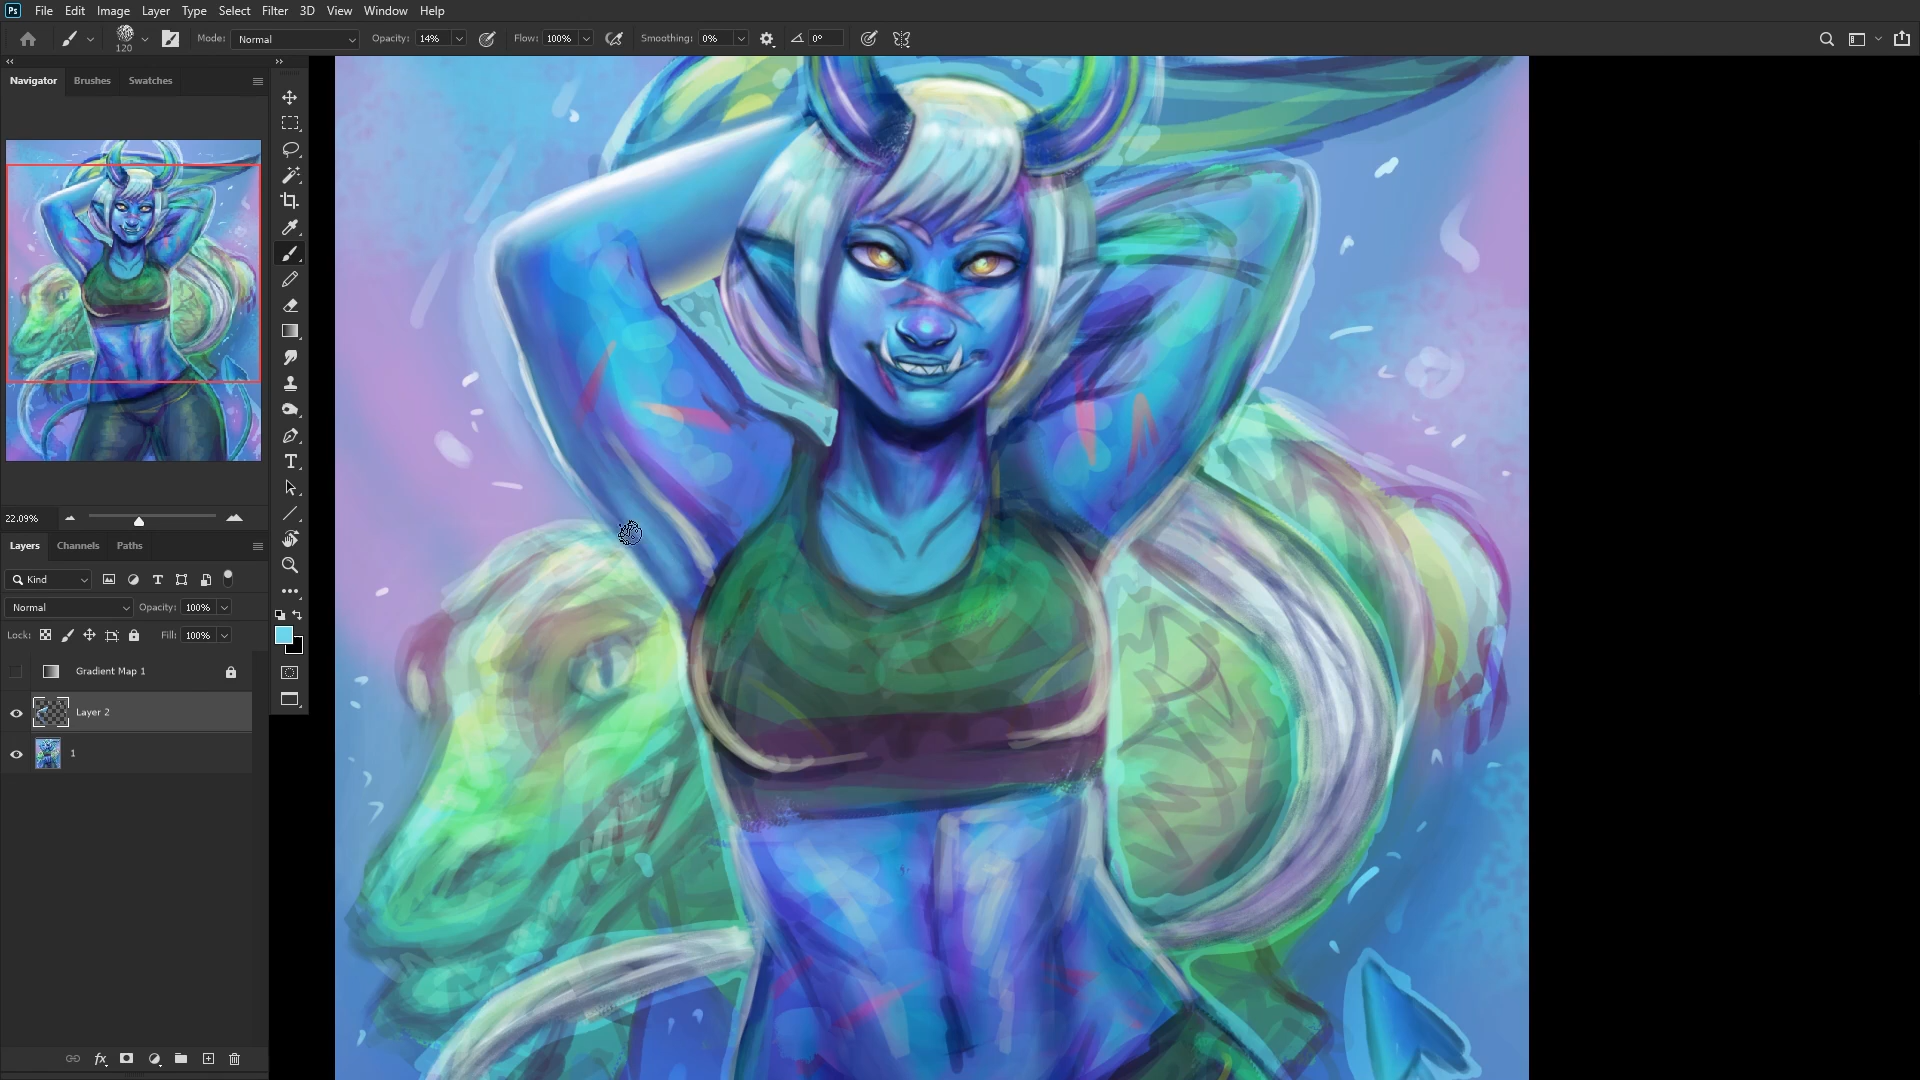 Ps File Edit Image Layer Type Select Filter 3D View Window Help
120 Mode: Normal Opacity: 14% Flow: 100% Smoothing: 0% 0°
Navigator Brushes Swatches
22.09%
Layers Channels Paths
Kind
Normal Opacity: 100%
Lock: Fill: 100%
Gradient Map 1
Layer 2
1